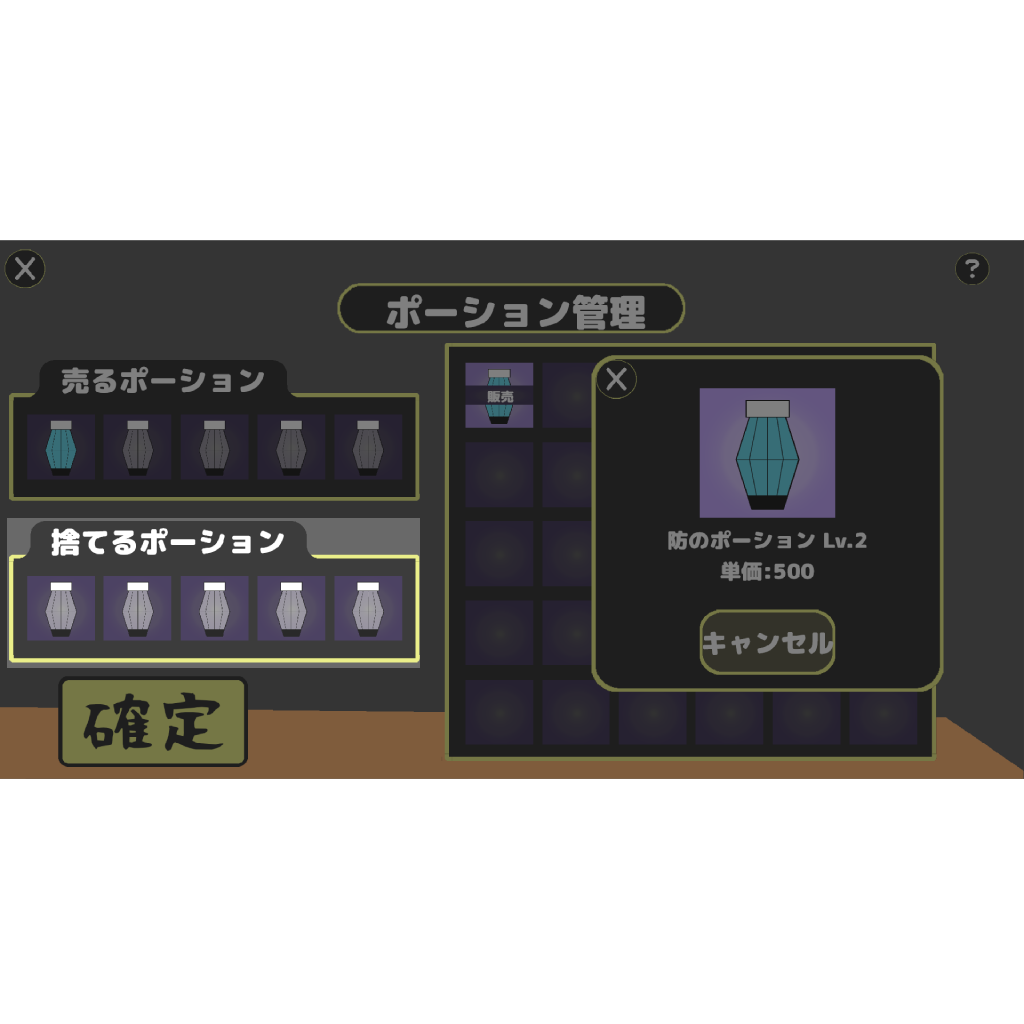 X
?
ポーション管理
売るポーション
販売
X
捨てるポーション
防のポーション Lv.2
単価:500
キャンセル
確定